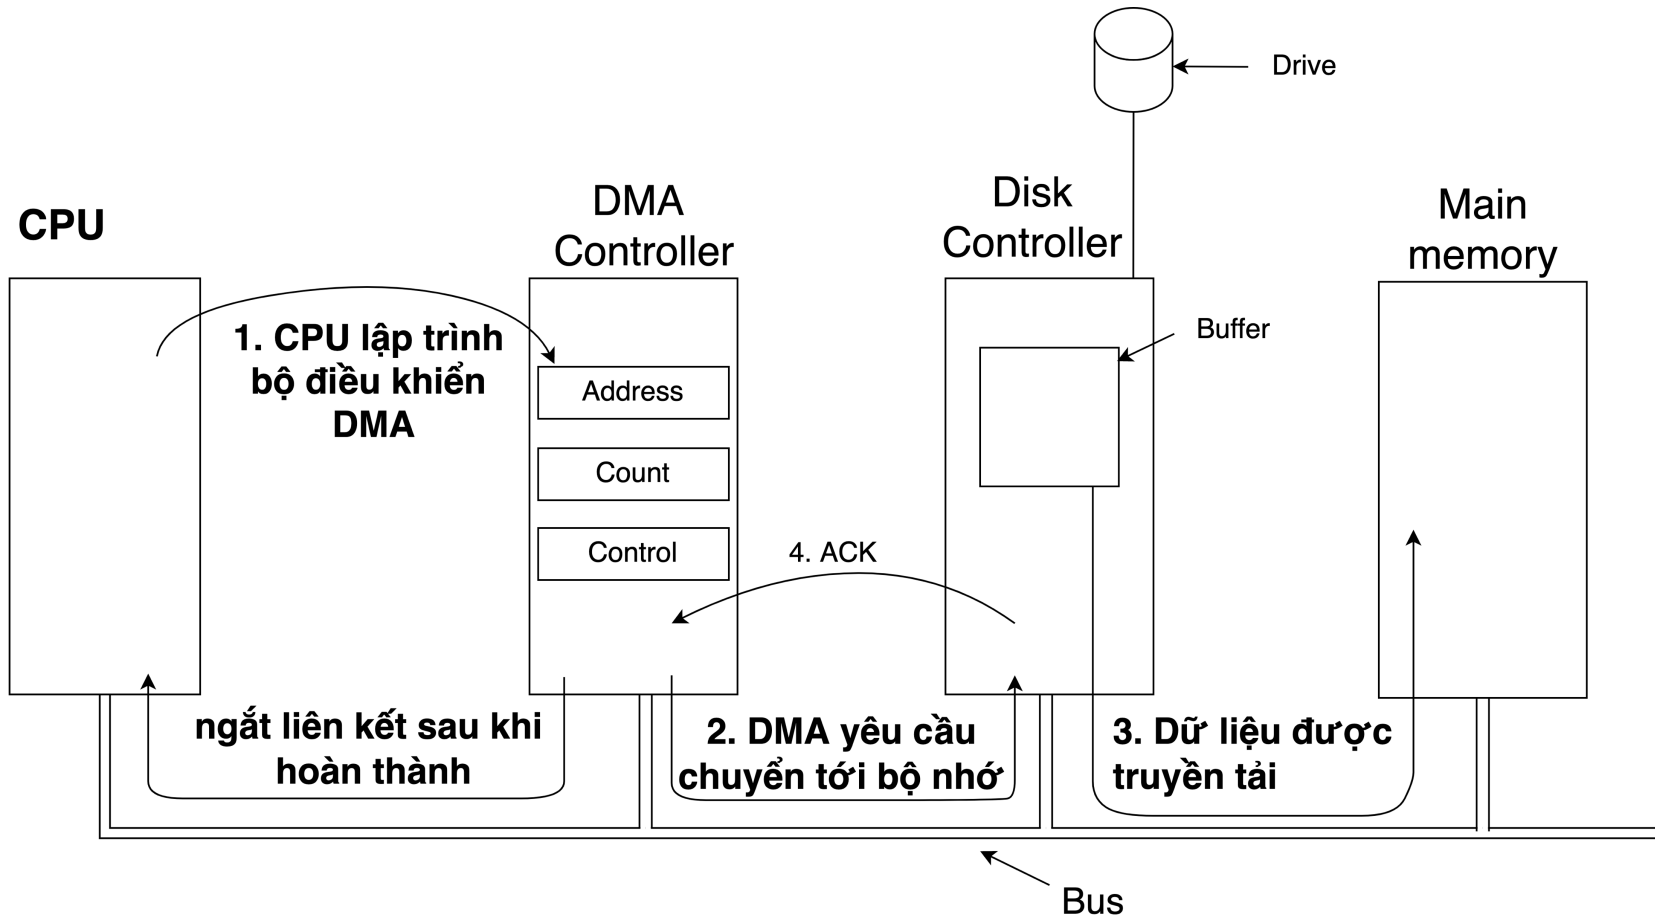 Drive
CPU
DMA
Controller
Disk
Controller
Main
memory
1. CPU lập trình
bộ điều khiển
DMA
Address
Count
Control
Buffer
4. ACK
ngắt liên kết sau khi
hoàn thành
2. DMA yêu cầu
chuyển tới bộ nhớ
3. Dữ liệu được
truyền tải
Bus